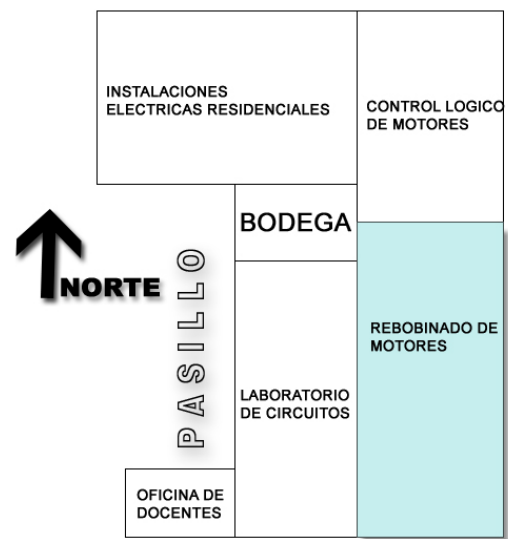 INSTALACIONES
ELECTRICAS RESIDENCIALES
CONTROL LOGICO
DE MOTORES
BODEGA
NORTE
PASILLO
REBOBINADO DE
MOTORES
LABORATORIO
DE CIRCUITOS
OFICINA DE
DOCENTES